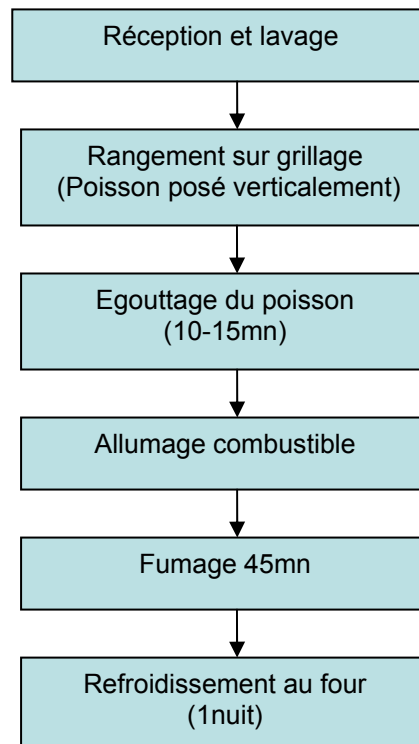 Réception et lavage
Rangement sur grillage
(Poisson posé verticalement)
Egouttage du poisson
(10-15mn)
Allumage combustible
Fumage 45mn
Refroidissement au four
(1nuit)